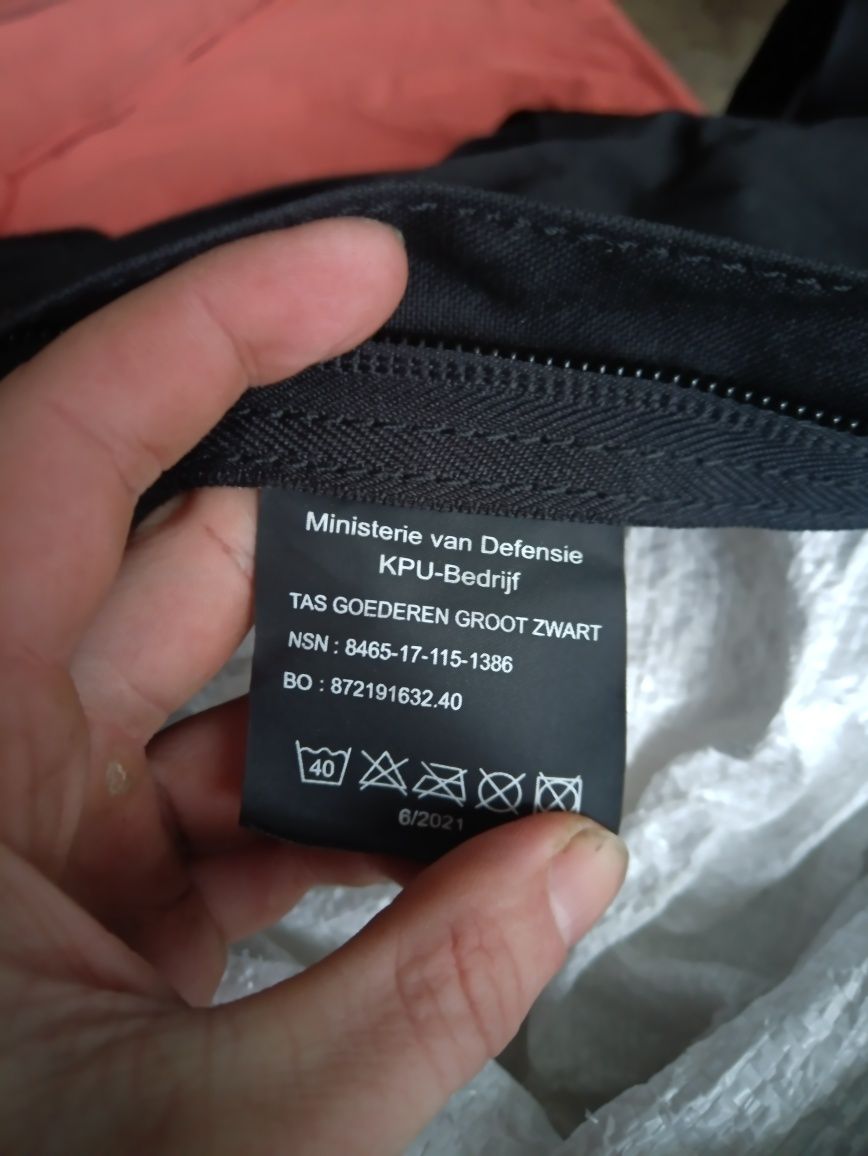 Ministerie van Defensie
KPU-Bedrijf
TAS GOEDEREN GROOT ZWART
NSN : 8465-17-115-1386
BO : 872191632.40
40
6/2021